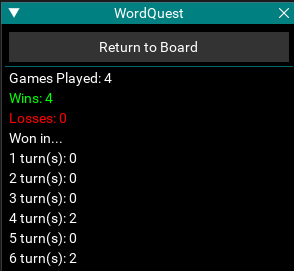 WordQuest
Return to Board
Games Played: 4
Wins: 4
Losses: 0
Won in...
1 turn(s): 0
2 turn(s): 0
3 turn(s): 0
4 turn(s): 2
5 turn(s): 0
6 turn(s): 2